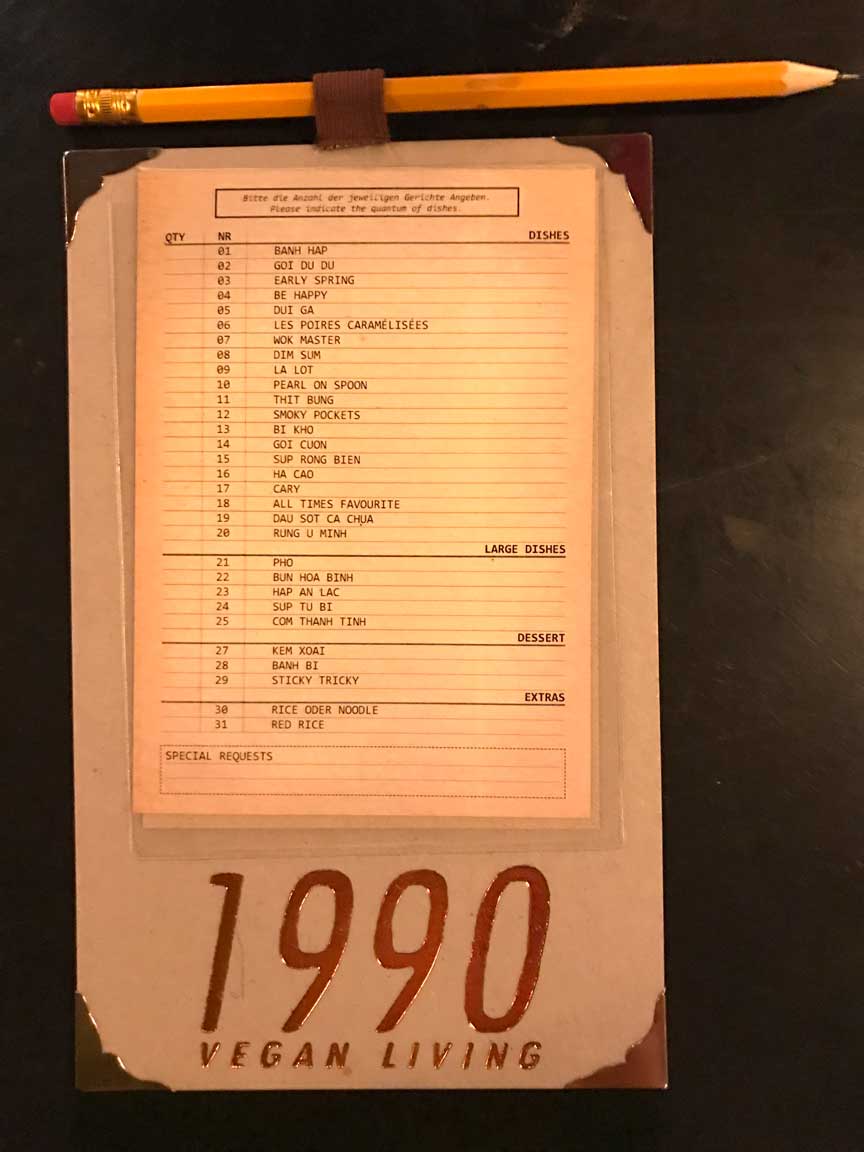 Bitte die Anzahl der jeweiligen Gerichte Angeben.
Please indicate the quantum of dishes.
QTY NR DISHES
01 BANH HAP
02 GOI DU DU
03 EARLY SPRING
04 BE HAPPY
05 DUI GA
06 LES POIRES CARAMÉLISÉES
07 WOK MASTER
08 DIM SUM
09 LA LOT
10 PEARL ON SPOON
11 THIT BUNG
12 SMOKY POCKETS
13 BI KHO
14 GOI CUON
15 SUP RONG BIEN
16 HA CAO
17 CARY
18 ALL TIMES FAVOURITE
19 DAU SOT CA CHUA
20 RUNG U MINH
LARGE DISHES
21 PHO
22 BUN HOA BINH
23 HAP AN LAC
24 SUP TU BI
25 COM THANH TINH
DESSERT
27 KEM XOAI
28 BANH BI
29 STICKY TRICKY
EXTRAS
30 RICE ODER NOODLE
31 RED RICE
SPECIAL REQUESTS
1990
VEGAN LIVING